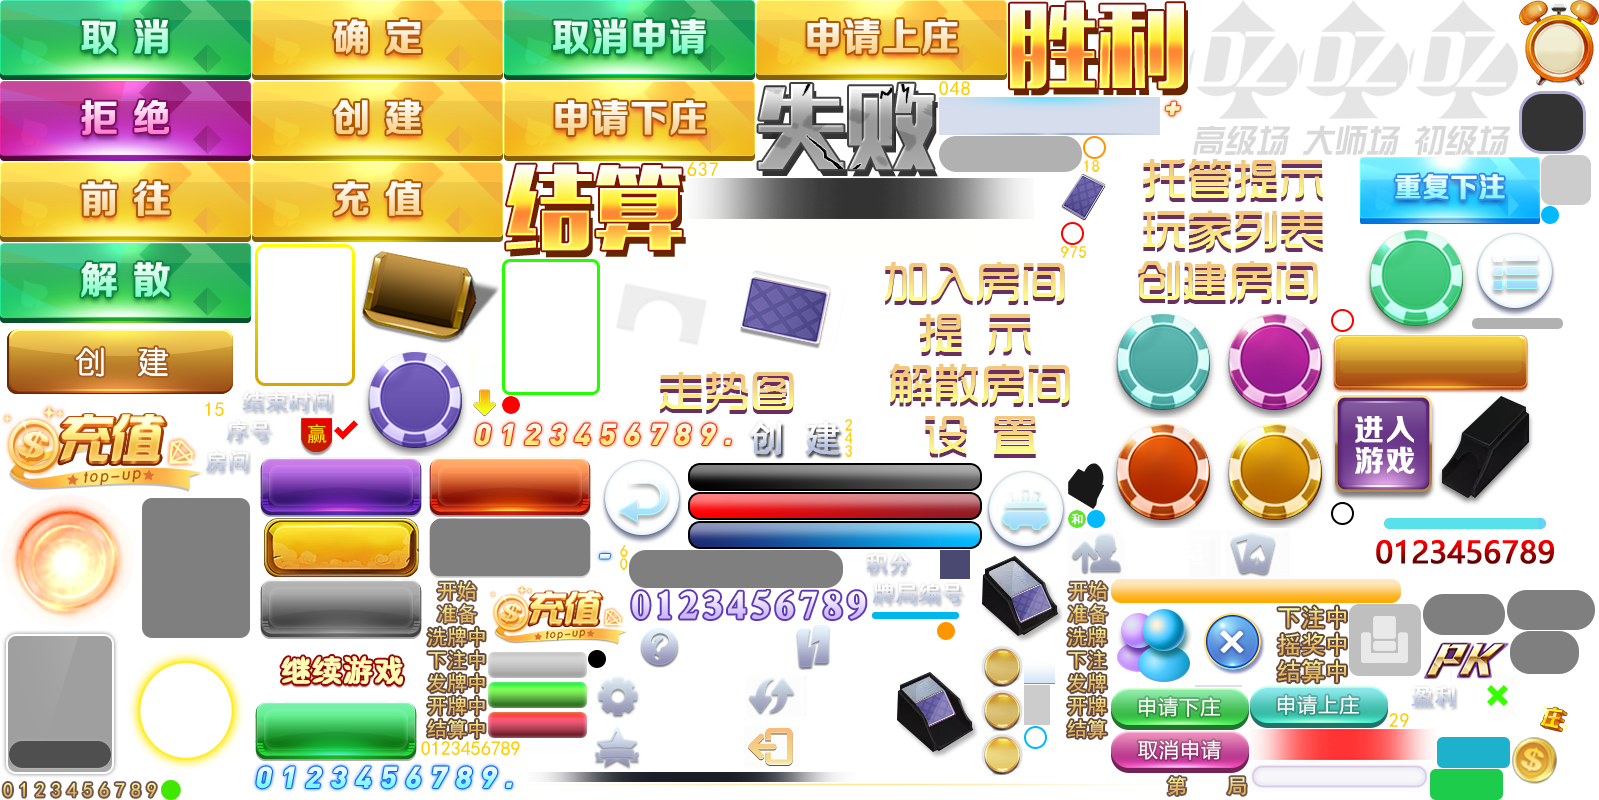 取 消
确 定
取消申请
申请上庄
胜利
拒 绝
创 建
申请下庄
失败
048
+
高级场
大师场
初级场
前 往
充 值
结算
637
18
975
托管提示
玩家列表
创建房间
重复下注
解 散
加入房间
提 示
解散房间
设 置
走势图
创 建
15
结束时间
序号
房间
赢
充值
top-up
0123456789.
创 建
243
进入
游戏
和
0123456789
-
60
积分
牌局编号
0123456789
开始
准备
洗牌中
下注中
发牌中
开牌中
结算中
充值
top-up
?
继续游戏
0123456789
0123456789.
0123456789
开始
准备
洗牌
下注
发牌
开牌
结算
下注中
摇奖中
结算中
PK
盈利
申请下庄
申请上庄
29
取消申请
庄
第 局